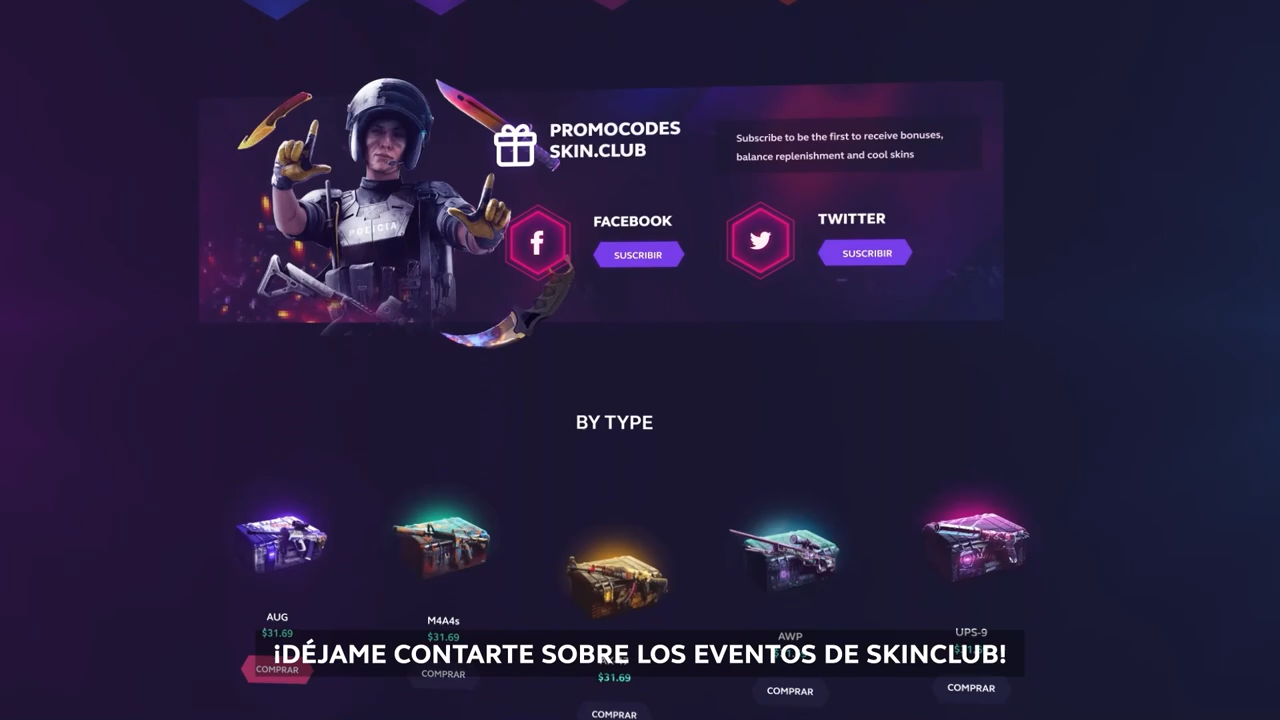 PROMOCODES
SKIN.CLUB
Subscribe to be the first to receive bonuses,
balance replenishment and cool skins
POLICIA
FACEBOOK
SUSCRIBIR
TWITTER
SUSCRIBIR
BY TYPE
AUG
$31.69
COMPRAR
M4A4s
$31.69
COMPRAR
$31.69
COMPRAR
AWP
COMPRAR
UPS-9
COMPRAR
¡DÉJAME CONTARTE SOBRE LOS EVENTOS DE SKINCLUB!